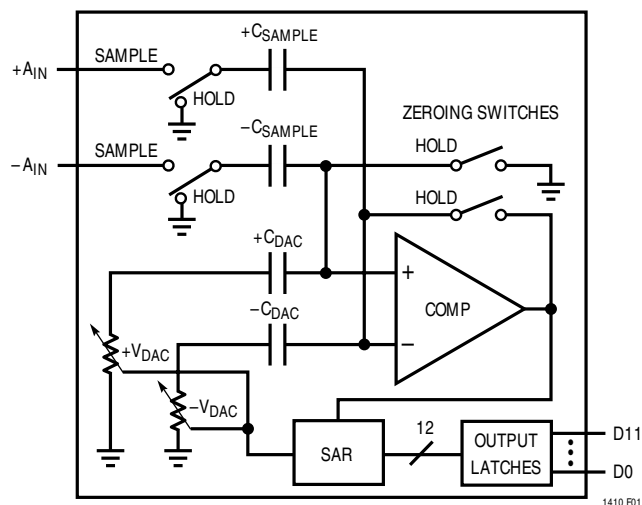 +CSAMPLE
SAMPLE
+AIN
HOLD
−CSAMPLE
ZEROING SWITCHES
SAMPLE
HOLD
−AIN
HOLD
HOLD
+CDAC
+
COMP
−CDAC
−
+VDAC
−VDAC
12
SAR
OUTPUT
LATCHES
D11
D0
1410 F01